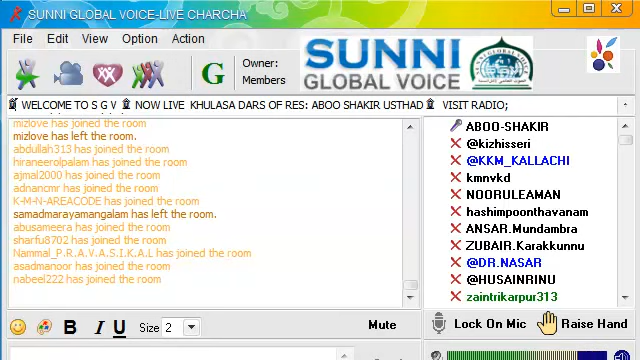 SUNNI GLOBAL VOICE-LIVE CHARCHA
File Edit View Option Action
G
Owner:
Members
SUNNI
GLOBAL VOICE
WELCOME TO S G V NOW LIVE KHULASA DARS OF RES: ABOO SHAKIR USTHAD VISIT RADIO;
mizlove has joined the room
mizlove has left the room.
abdullah313 has joined the room
hiraneerolpalam has joined the room
ajmal2000 has joined the room
adnancmr has joined the room
K-M-N-AREACODE has joined the room
samadmarayamangalam has left the room.
abusameera has joined the room
sharfu8702 has joined the room
Nammal_P.R.A.V.A.S.I.K.A.L has joined the room
asadmanoor has joined the room
nabeel222 has joined the room
ABOO-SHAKIR
@kizhisseri
@KKM_KALLACHI
kmnvkd
NOORULEAMAN
hashimpoonthavanam
ANSAR.Mundambra
ZUBAIR.Karakkunnu
@DR.NASAR
@HUSAINRINU
zaintrikarpur313
B I U Size 2 Mute
Lock On Mic Raise Hand